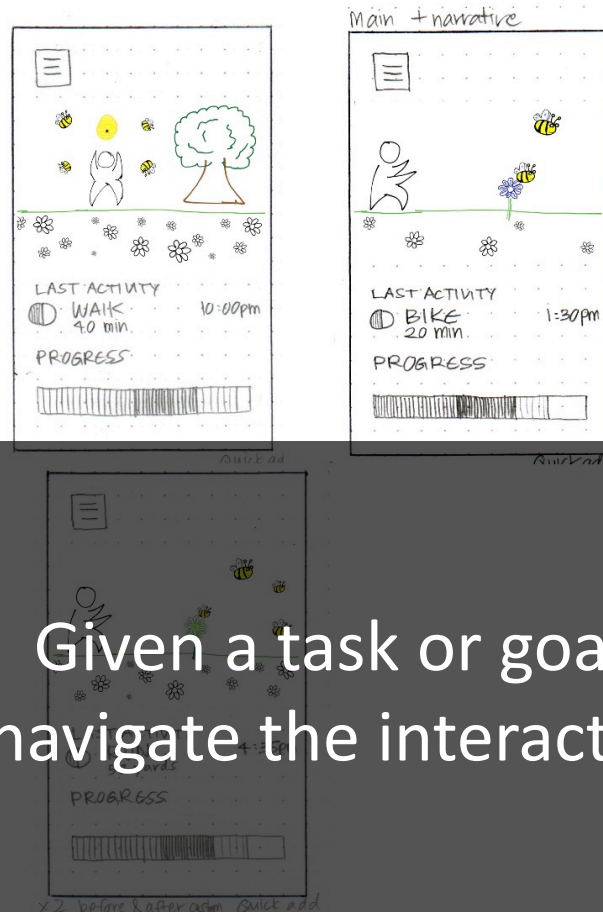 Main + narrative
LAST ACTIVITY
WALK 10:00pm
40 min.
PROGRESS
Quick ad
LAST ACTIVITY
BIKE 1:30pm
20 min.
PROGRESS
Quick ad
Given a task or goa
navigate the interact
PROGRESS
x2 before & after Quick add